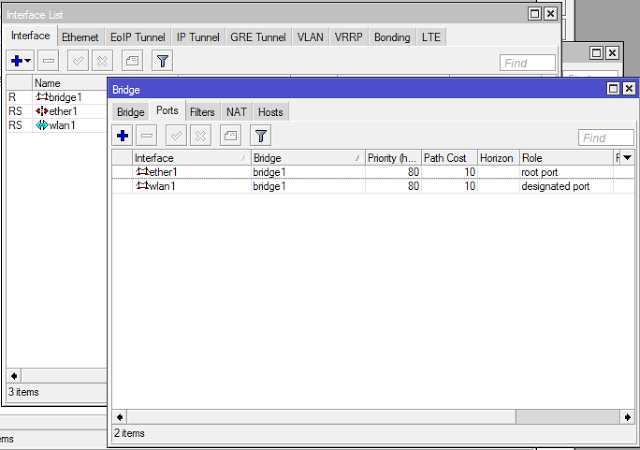 Interface List
Interface Ethernet EoIP Tunnel IP Tunnel GRE Tunnel VLAN VRRP Bonding LTE
Find
Name
R bridge1
RS ether1
RS wlan1
3 items
ems
Bridge
Bridge Ports Filters NAT Hosts
Find
Interface Bridge Priority (h... Path Cost Horizon Role
ether1 bridge1 80 10 root port
wlan1 bridge1 80 10 designated port
2 items